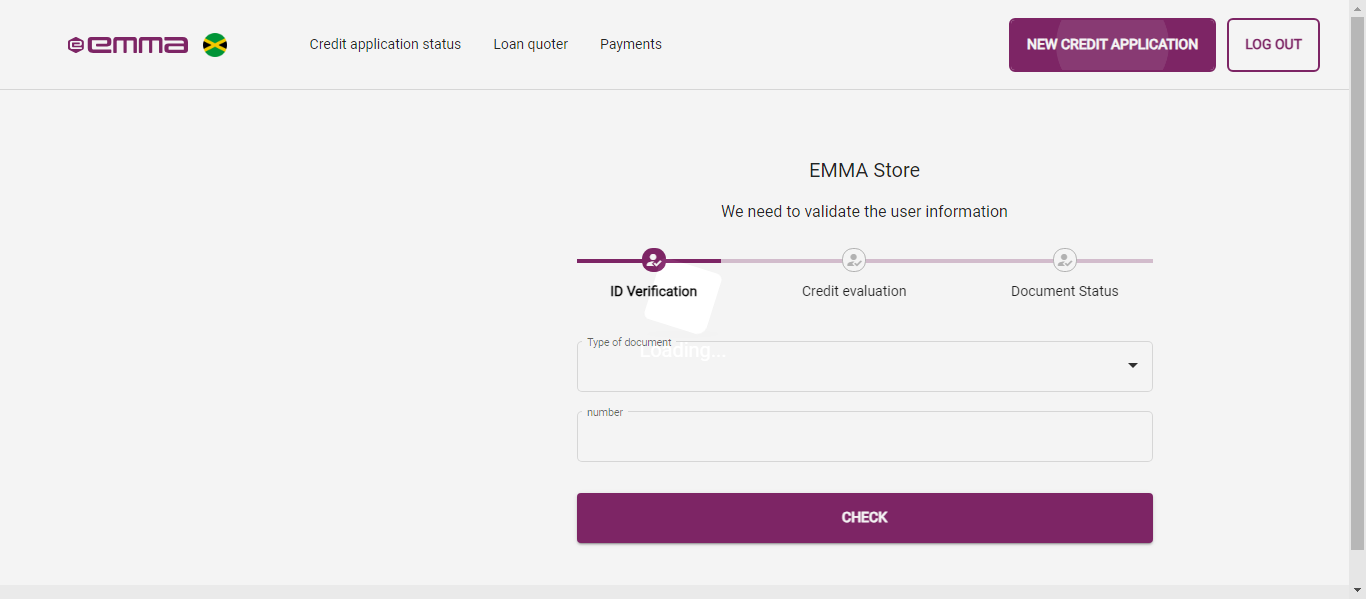 emma
Credit application status
Loan quoter
Payments
NEW CREDIT APPLICATION
LOG OUT
EMMA Store
We need to validate the user information
ID Verification
Credit evaluation
Document Status
Type of document
Loading...
number
CHECK